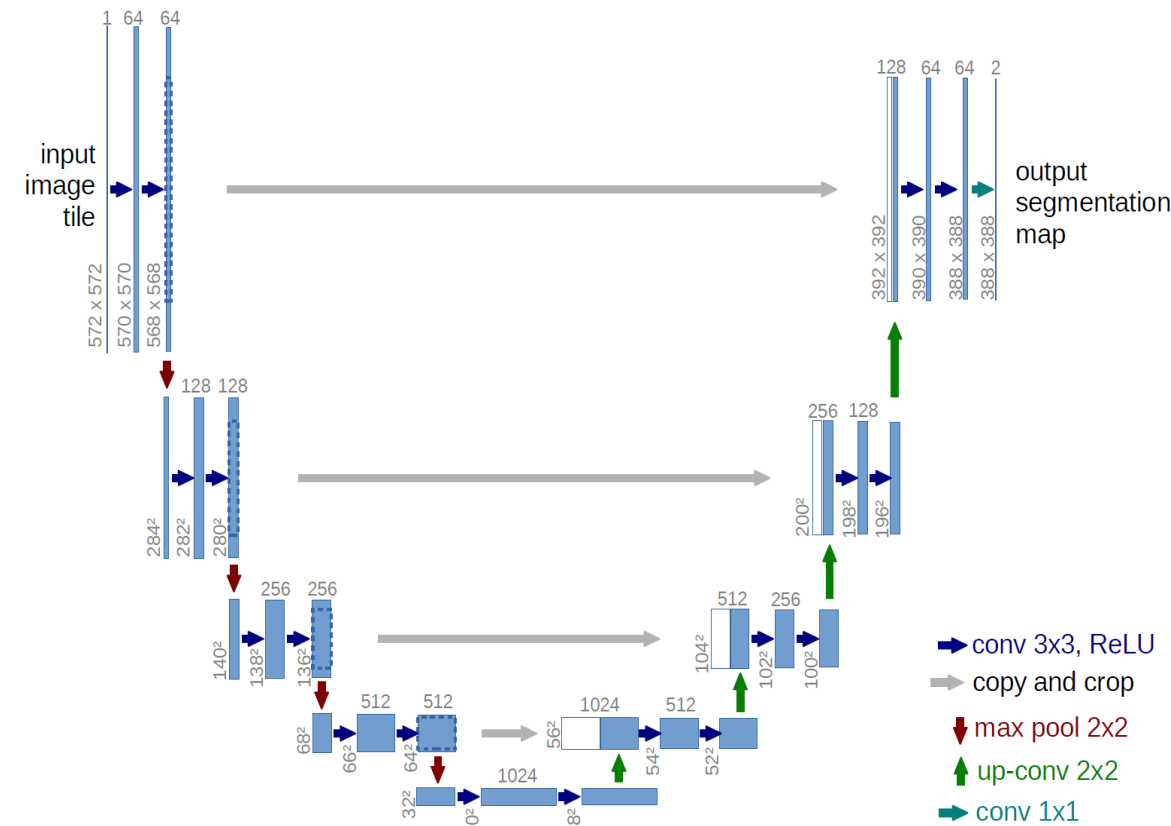 1 64 64
128 64 64 2
input
image
tile
output
segmentation
map
572 x 572
570 x 570
568 x 568
392 x 392
390 x 390
388 x 388
388 x 388
128 128
256 128
284²
282²
280²
200²
198²
196²
256 256
512 256
140²
138²
136²
104²
102²
100²
512 512
1024 512
68²
66²
64²
56²
54²
52²
1024
32²
0²
8²
conv 3x3, ReLU
copy and crop
max pool 2x2
up-conv 2x2
conv 1x1